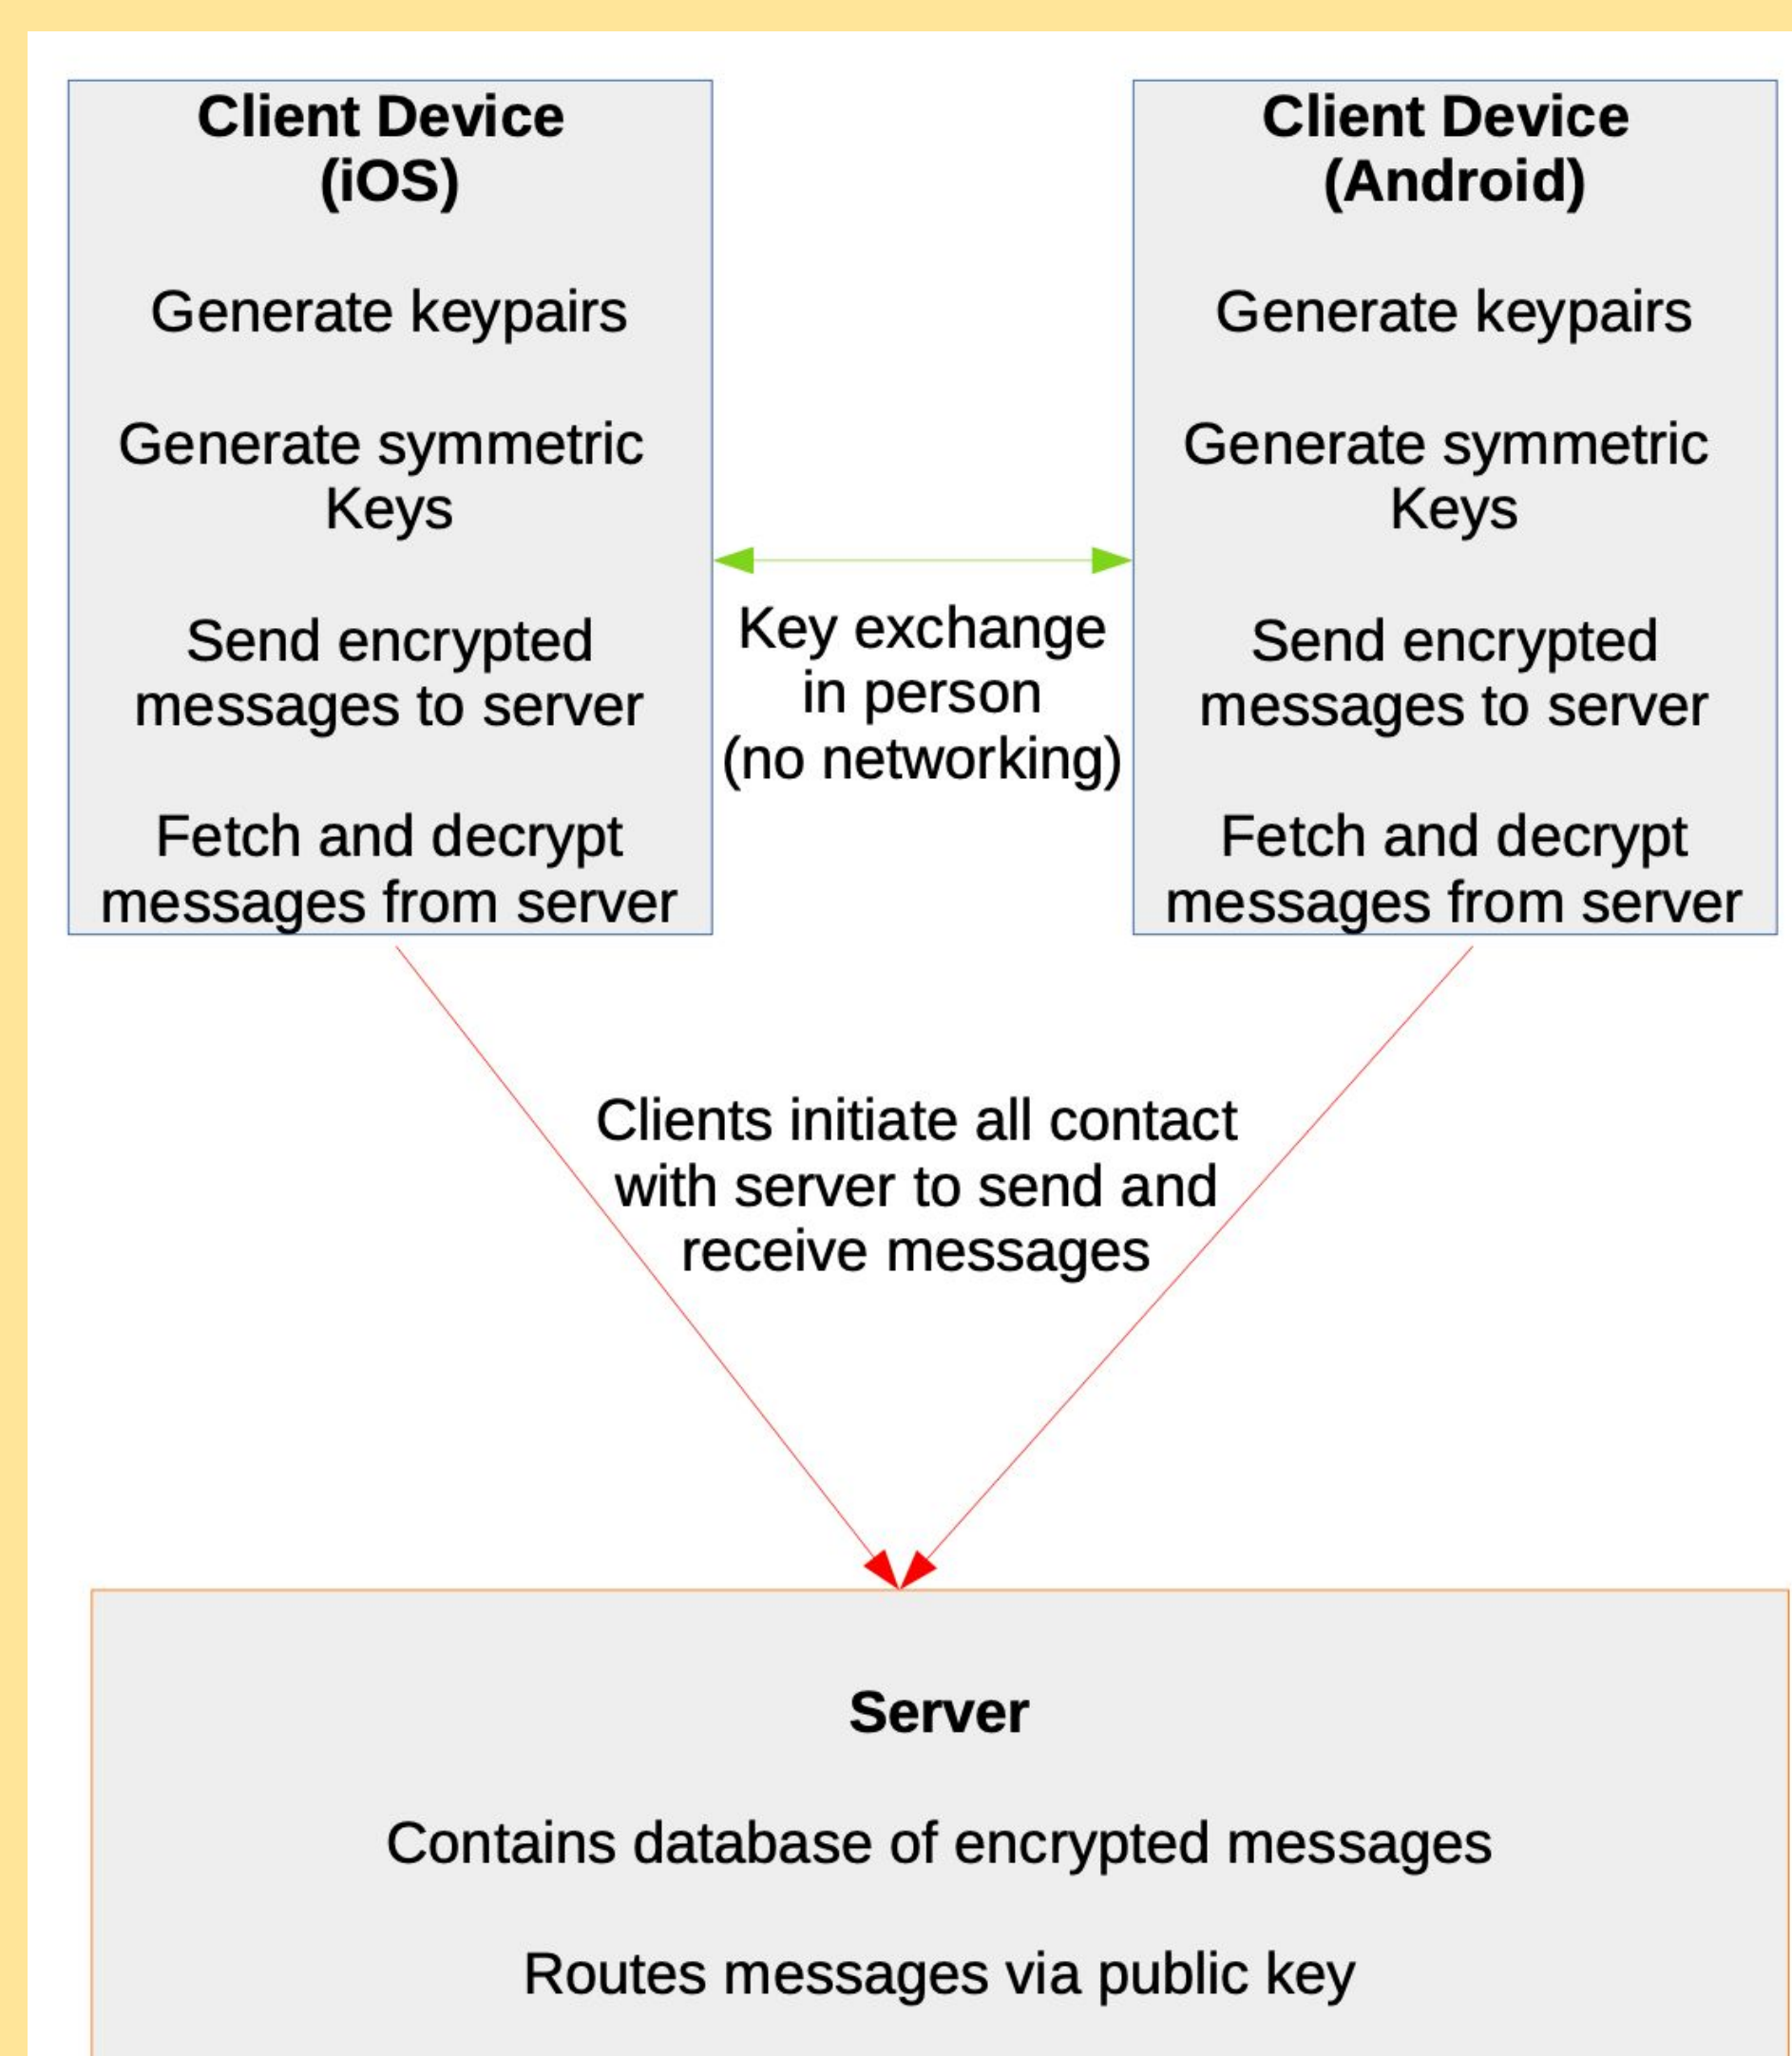 Client Device
(iOS)
Generate keypairs
Generate symmetric
Keys
Send encrypted
messages to server
Fetch and decrypt
messages from server
Key exchange
in person
(no networking)
Client Device
(Android)
Generate keypairs
Generate symmetric
Keys
Send encrypted
messages to server
Fetch and decrypt
messages from server
Clients initiate all contact
with server to send and
receive messages
Server
Contains database of encrypted messages
Routes messages via public key